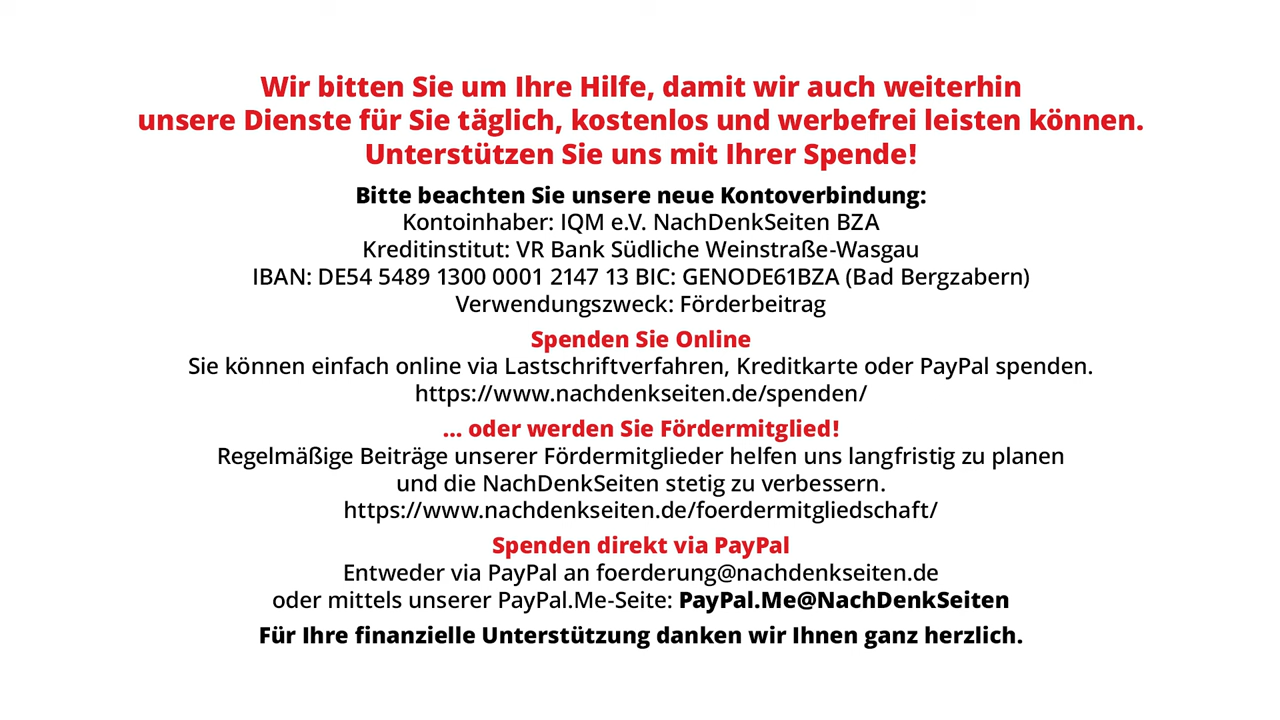 Wir bitten Sie um Ihre Hilfe, damit wir auch weiterhin
unsere Dienste für Sie täglich, kostenlos und werbefrei leisten können.
Unterstützen Sie uns mit Ihrer Spende!
Bitte beachten Sie unsere neue Kontoverbindung:
Kontoinhaber: IQM e.V. NachDenkSeiten BZA
Kreditinstitut: VR Bank Südliche Weinstraße-Wasgau
IBAN: DE54 5489 1300 0001 2147 13 BIC: GENODE61BZA (Bad Bergzabern)
Verwendungszweck: Förderbeitrag
Spenden Sie Online
Sie können einfach online via Lastschriftverfahren, Kreditkarte oder PayPal spenden.
https://www.nachdenkseiten.de/spenden/
... oder werden Sie Fördermitglied!
Regelmäßige Beiträge unserer Fördermitglieder helfen uns langfristig zu planen
und die NachDenkSeiten stetig zu verbessern.
https://www.nachdenkseiten.de/foerdermitgliedschaft/
Spenden direkt via PayPal
Entweder via PayPal an foerderung@nachdenkseiten.de
oder mittels unserer PayPal.Me-Seite: PayPal.Me@NachDenkSeiten
Für Ihre finanzielle Unterstützung danken wir Ihnen ganz herzlich.